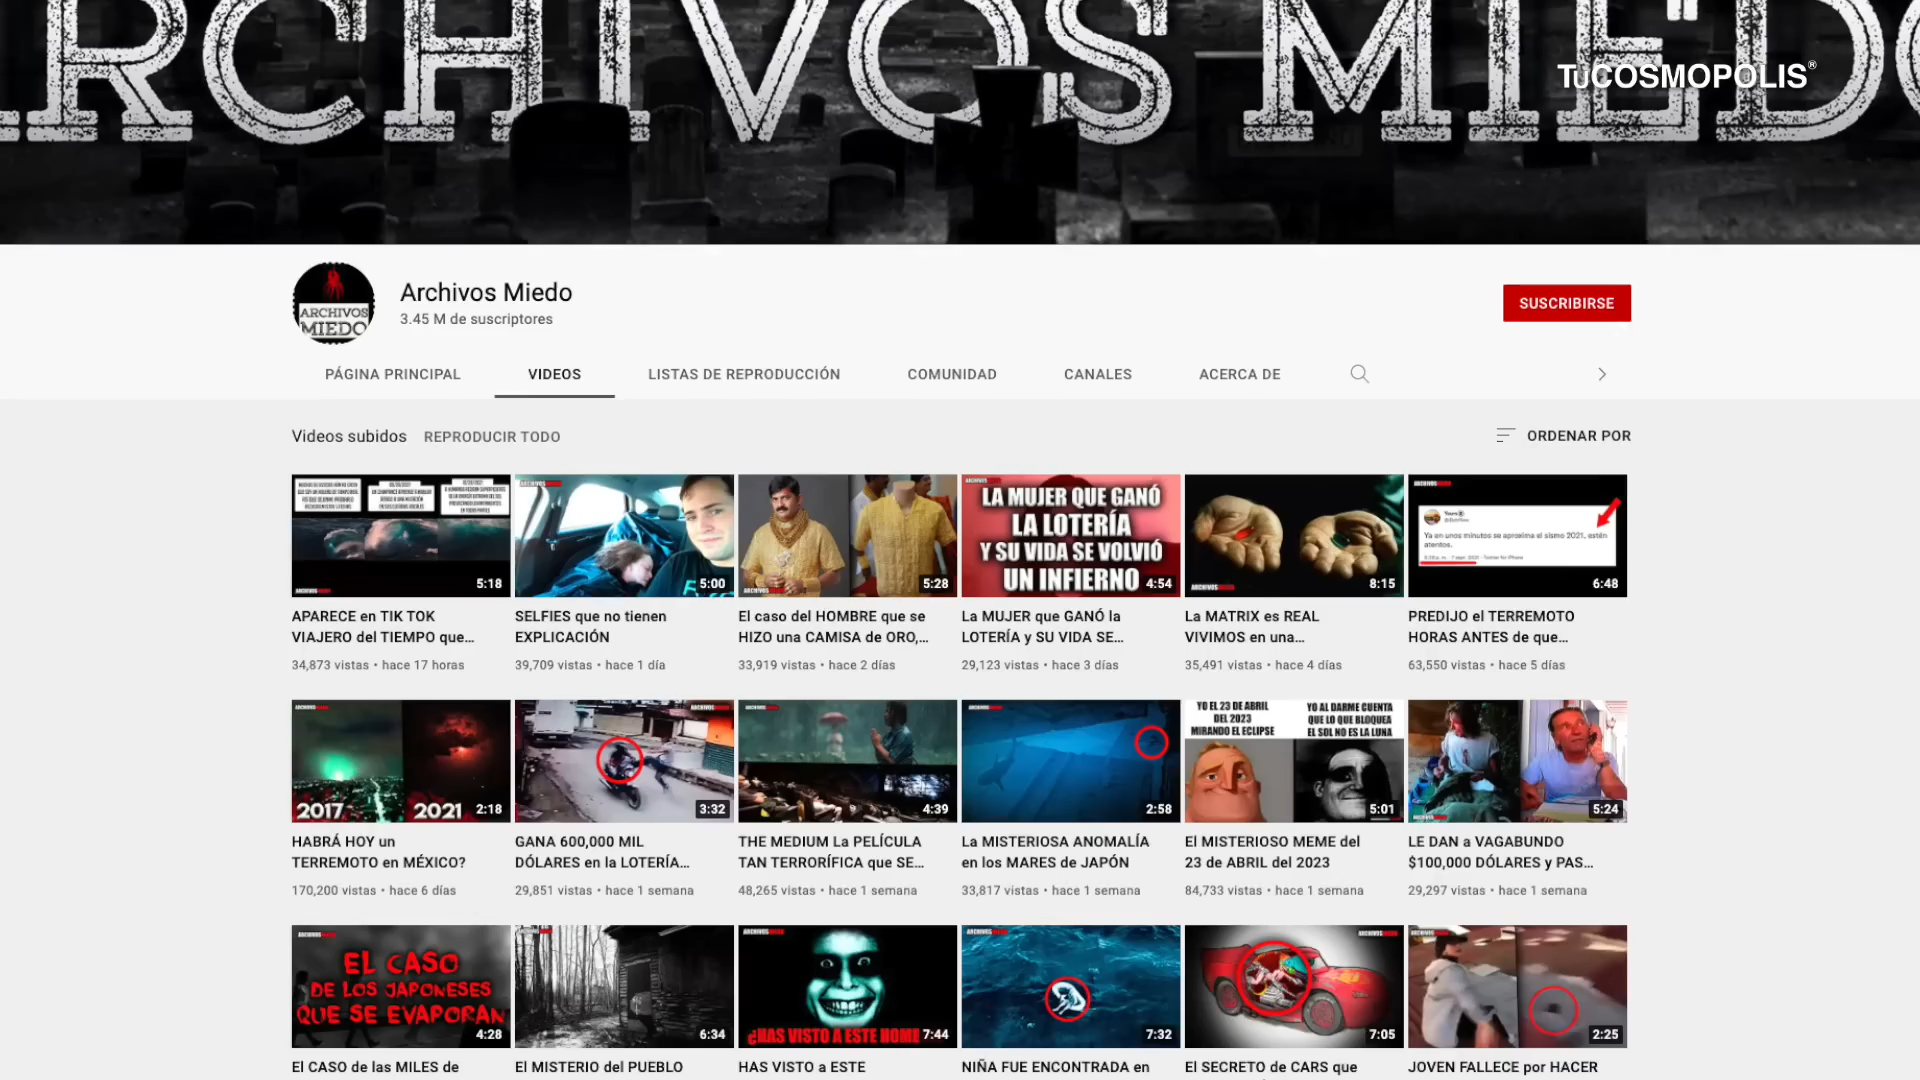 ARCHIVOS MIEDO
TuCOSMOPOLIS®
ARCHIVOS
MIEDO
Archivos Miedo
3.45 M de suscriptores
SUSCRIBIRSE
PÁGINA PRINCIPAL
VIDEOS
LISTAS DE REPRODUCCIÓN
COMUNIDAD
CANALES
ACERCA DE
Videos subidos
REPRODUCIR TODO
ORDENAR POR
5:18
5:00
5:28
LA MUJER QUE GANÓ
LA LOTERÍA
Y SU VIDA SE VOLVIÓ
UN INFIERNO
4:54
8:15
Ya en unos minutos se aproxima el sismo 2021, estén
atentos.
6:48
APARECE en TIK TOK
VIAJERO del TIEMPO que...
34,873 vistas • hace 17 horas
SELFIES que no tienen
EXPLICACIÓN
39,709 vistas • hace 1 día
El caso del HOMBRE que se
HIZO una CAMISA de ORO,...
33,919 vistas • hace 2 días
La MUJER que GANÓ la
LOTERÍA y SU VIDA SE...
29,123 vistas • hace 3 días
La MATRIX es REAL
VIVIMOS en una...
35,491 vistas • hace 4 días
PREDIJO el TERREMOTO
HORAS ANTES de que...
63,550 vistas • hace 5 días
2017
2021
2:18
3:32
4:39
2:58
YO EL 23 DE ABRIL
DEL 2023
MIRANDO EL ECLIPSE
YO AL DARME CUENTA
QUE LO QUE BLOQUEA
EL SOL NO ES LA LUNA
5:01
5:24
HABRÁ HOY un
TERREMOTO en MÉXICO?
170,200 vistas • hace 6 días
GANA 600,000 MIL
DÓLARES en la LOTERÍA...
29,851 vistas • hace 1 semana
THE MEDIUM La PELÍCULA
TAN TERRORÍFICA que SE...
48,265 vistas • hace 1 semana
La MISTERIOSA ANOMALÍA
en los MARES de JAPÓN
33,817 vistas • hace 1 semana
El MISTERIOSO MEME del
23 de ABRIL del 2023
84,733 vistas • hace 1 semana
LE DAN a VAGABUNDO
$100,000 DÓLARES y PAS...
29,297 vistas • hace 1 semana
EL CASO
DE LOS JAPONESES
QUE SE EVAPORAN
4:28
6:34
¿HAS VISTO A ESTE HOM
7:44
7:32
7:05
2:25
El CASO de las MILES de
El MISTERIO del PUEBLO
HAS VISTO a ESTE
NIÑA FUE ENCONTRADA en
El SECRETO de CARS que
JOVEN FALLECE por HACER